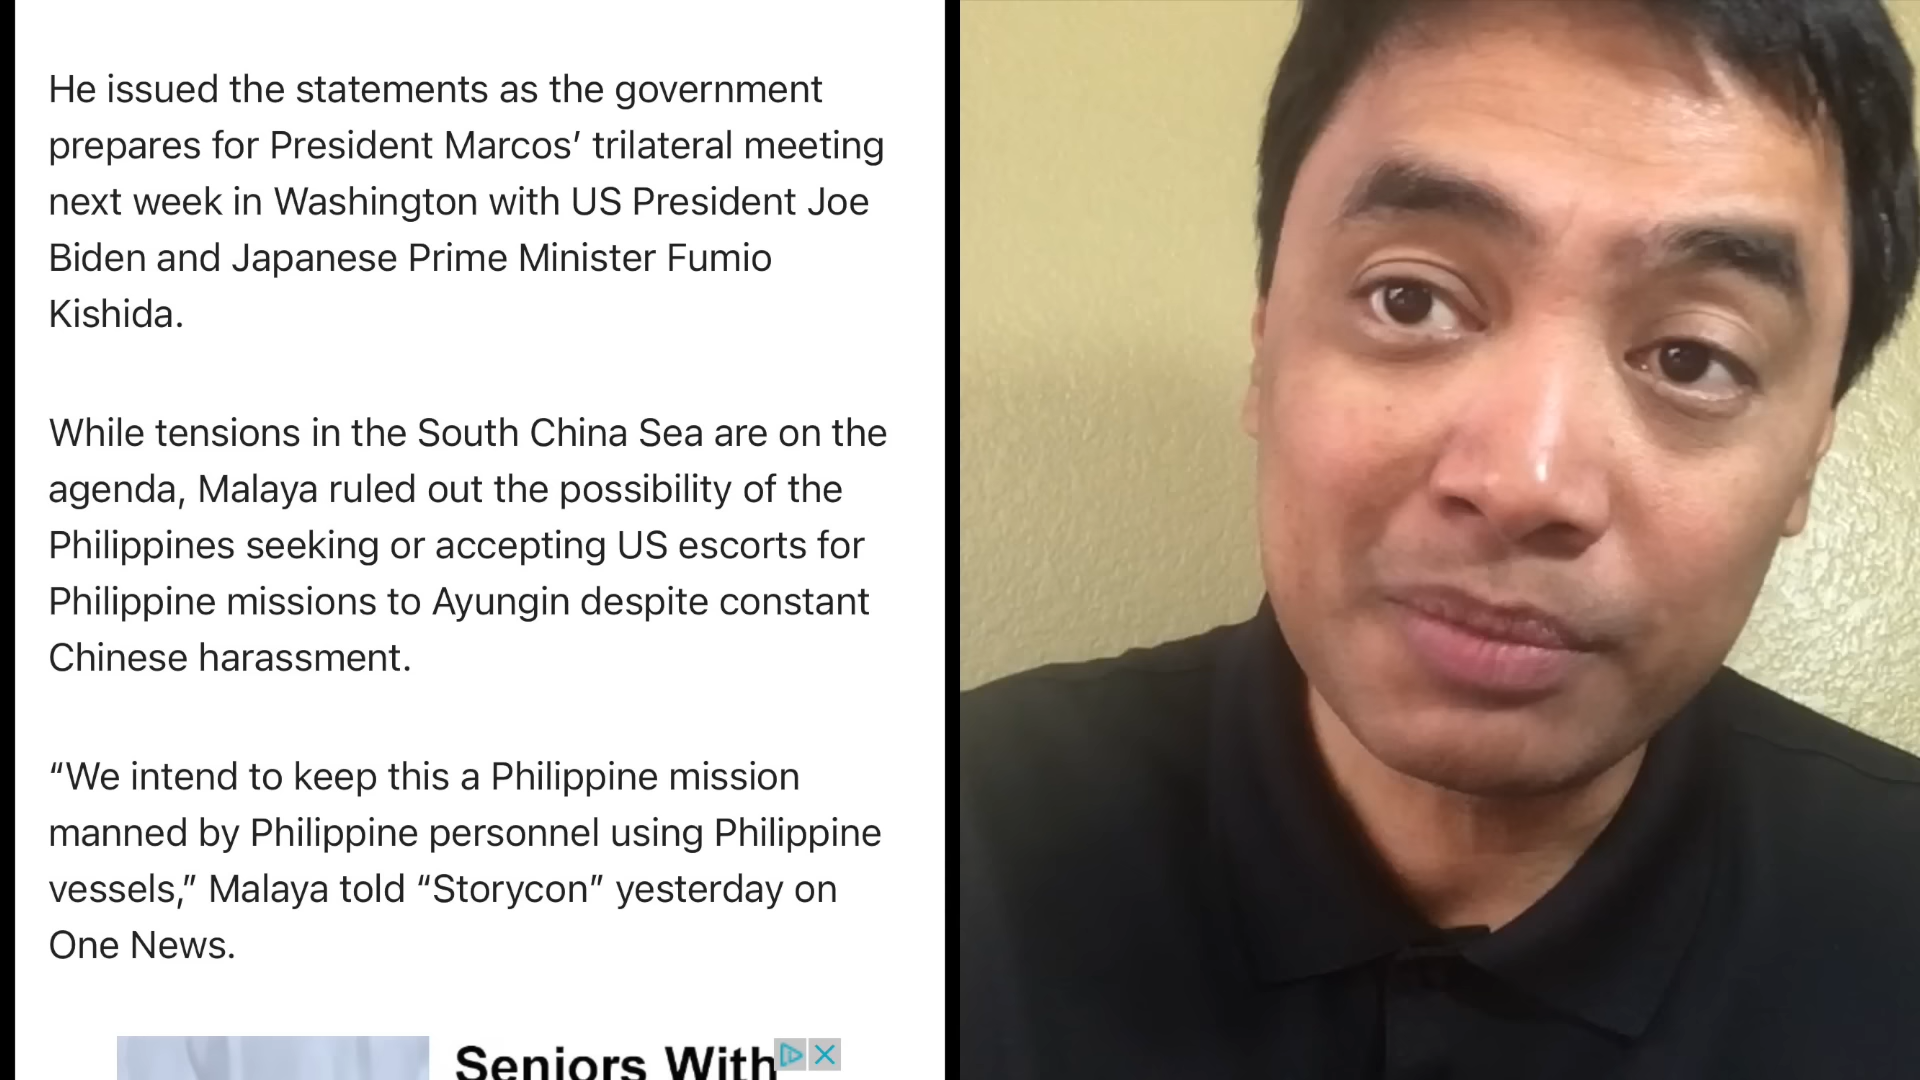 He issued the statements as the government
prepares for President Marcos’ trilateral meeting
next week in Washington with US President Joe
Biden and Japanese Prime Minister Fumio
Kishida.
While tensions in the South China Sea are on the
agenda, Malaya ruled out the possibility of the
Philippines seeking or accepting US escorts for
Philippine missions to Ayungin despite constant
Chinese harassment.
“We intend to keep this a Philippine mission
manned by Philippine personnel using Philippine
vessels,” Malaya told “Storycon” yesterday on
One News.
Seniors With